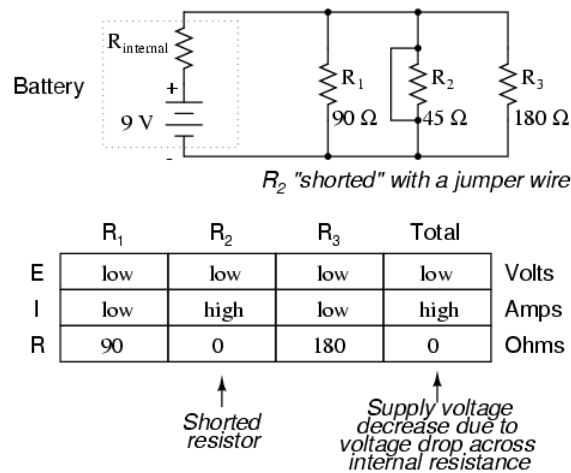 R internal
Battery
+
9 V
-
R1
90 Ω
R2
45 Ω
R3
180 Ω
R2 "shorted" with a jumper wire
R1 R2 R3 Total
E low low low low Volts
I low high low high Amps
R 90 0 180 0 Ohms
Shorted
resistor
Supply voltage
decrease due to
voltage drop across
internal resistance